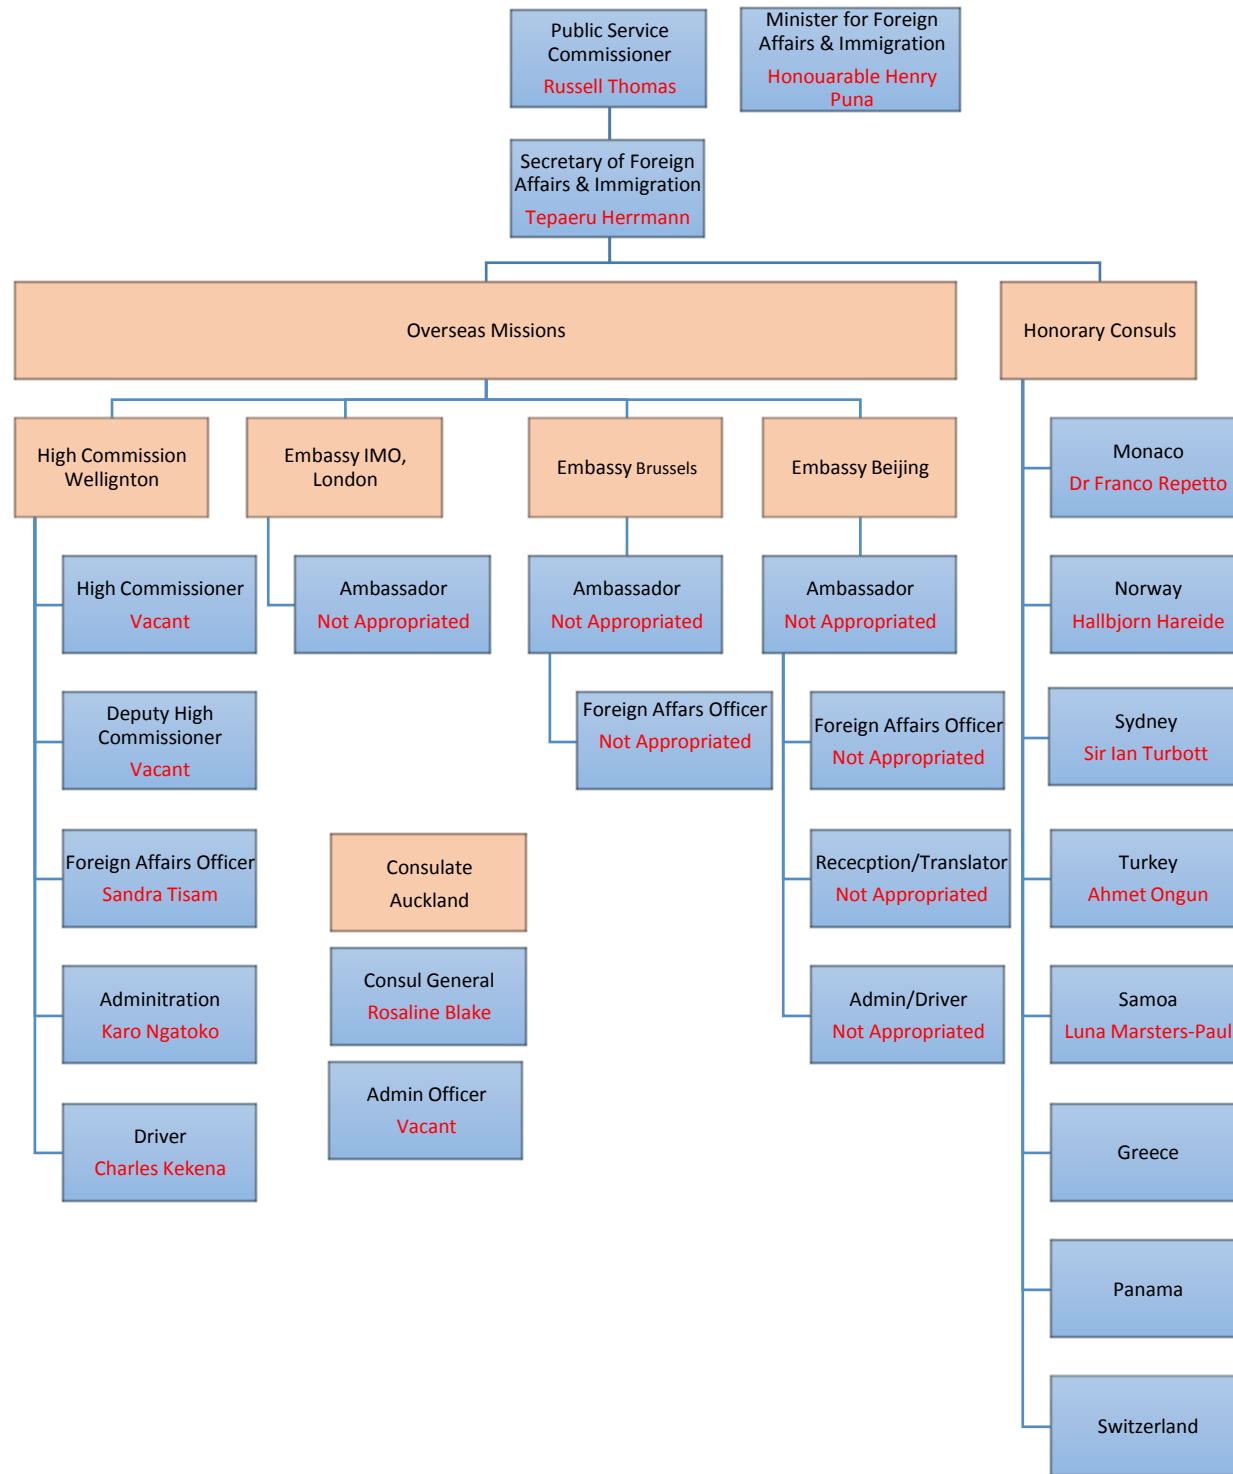 Public Service
Commissioner
Russell Thomas
Minister for Foreign
Affairs & Immigration
Honouarable Henry
Puna
Secretary of Foreign
Affairs & Immigration
Tepaeru Herrmann
Overseas Missions
Honorary Consuls
High Commission
Wellignton
Embassy IMO,
London
Embassy Brussels
Embassy Beijing
High Commissioner
Vacant
Deputy High
Commissioner
Vacant
Foreign Affairs Officer
Sandra Tisam
Adminitration
Karo Ngatoko
Driver
Charles Kekena
Ambassador
Not Appropriated
Consulate
Auckland
Consul General
Rosaline Blake
Admin Officer
Vacant
Ambassador
Not Appropriated
Foreign Affars Officer
Not Appropriated
Ambassador
Not Appropriated
Foreign Affairs Officer
Not Appropriated
Rececption/Translator
Not Appropriated
Admin/Driver
Not Appropriated
Monaco
Dr Franco Repetto
Norway
Hallbjorn Hareide
Sydney
Sir Ian Turbott
Turkey
Ahmet Ongun
Samoa
Luna Marsters-Paul
Greece
Panama
Switzerland